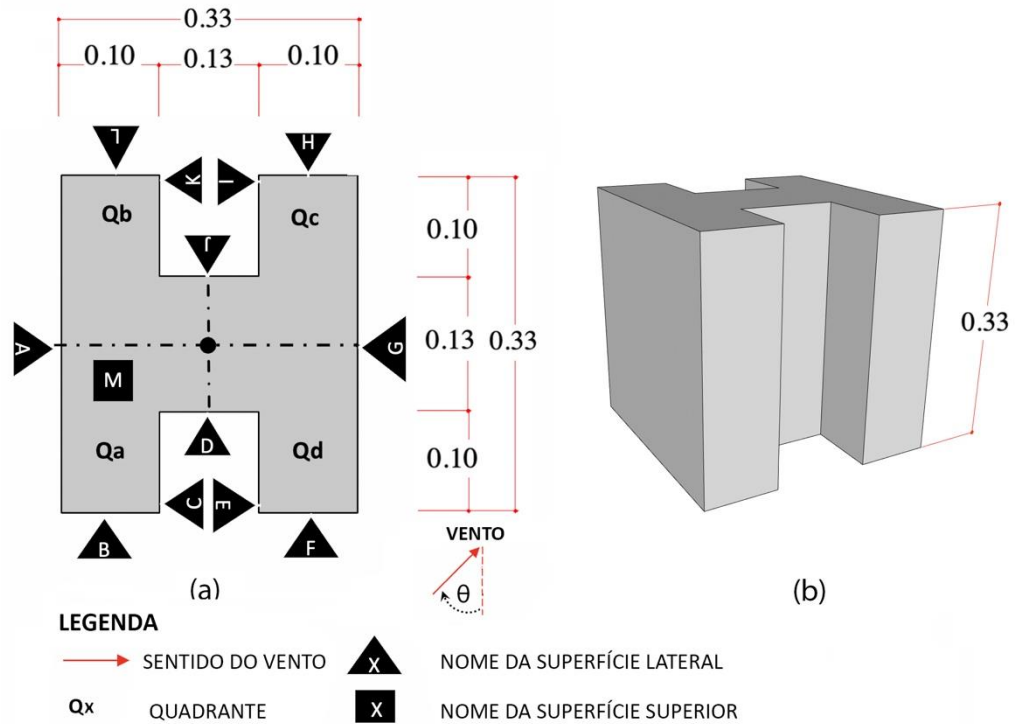 0.33
0.10 0.13 0.10
L H
K I
Qb Qc
J
0.10
A G
0.13 0.33
M
D
Qa Qd
0.10
C E
B F
VENTO
θ
(a)
0.33
(b)
LEGENDA
SENTIDO DO VENTO X NOME DA SUPERFÍCIE LATERAL
Qx QUADRANTE X NOME DA SUPERFÍCIE SUPERIOR